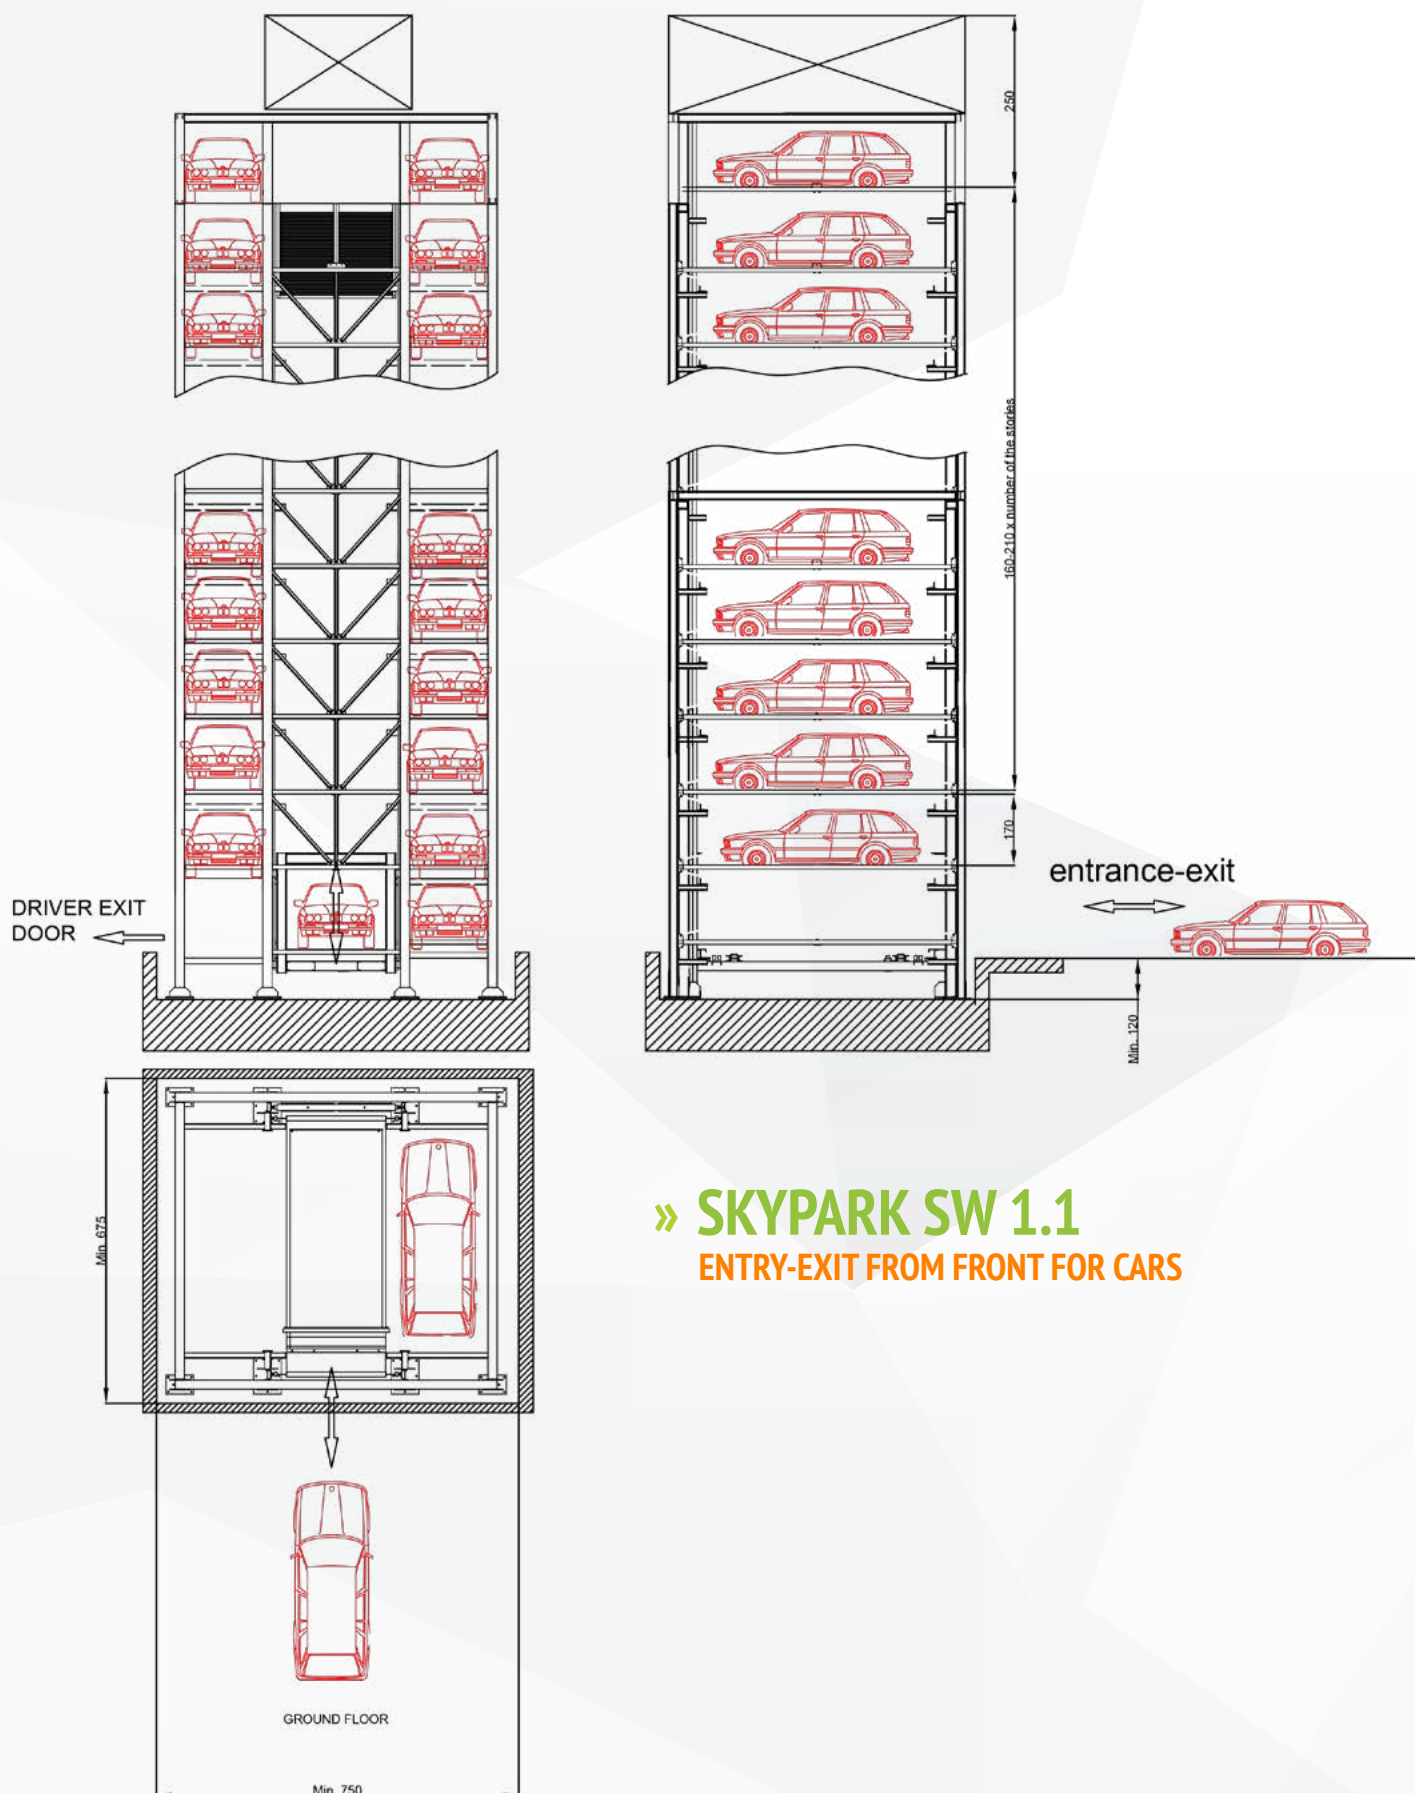 250
160-210 x number of the stories
170
entrance-exit
DRIVER EXIT
DOOR
Min. 120
Min. 675
» SKYPARK SW 1.1
ENTRY-EXIT FROM FRONT FOR CARS
GROUND FLOOR
Min. 750